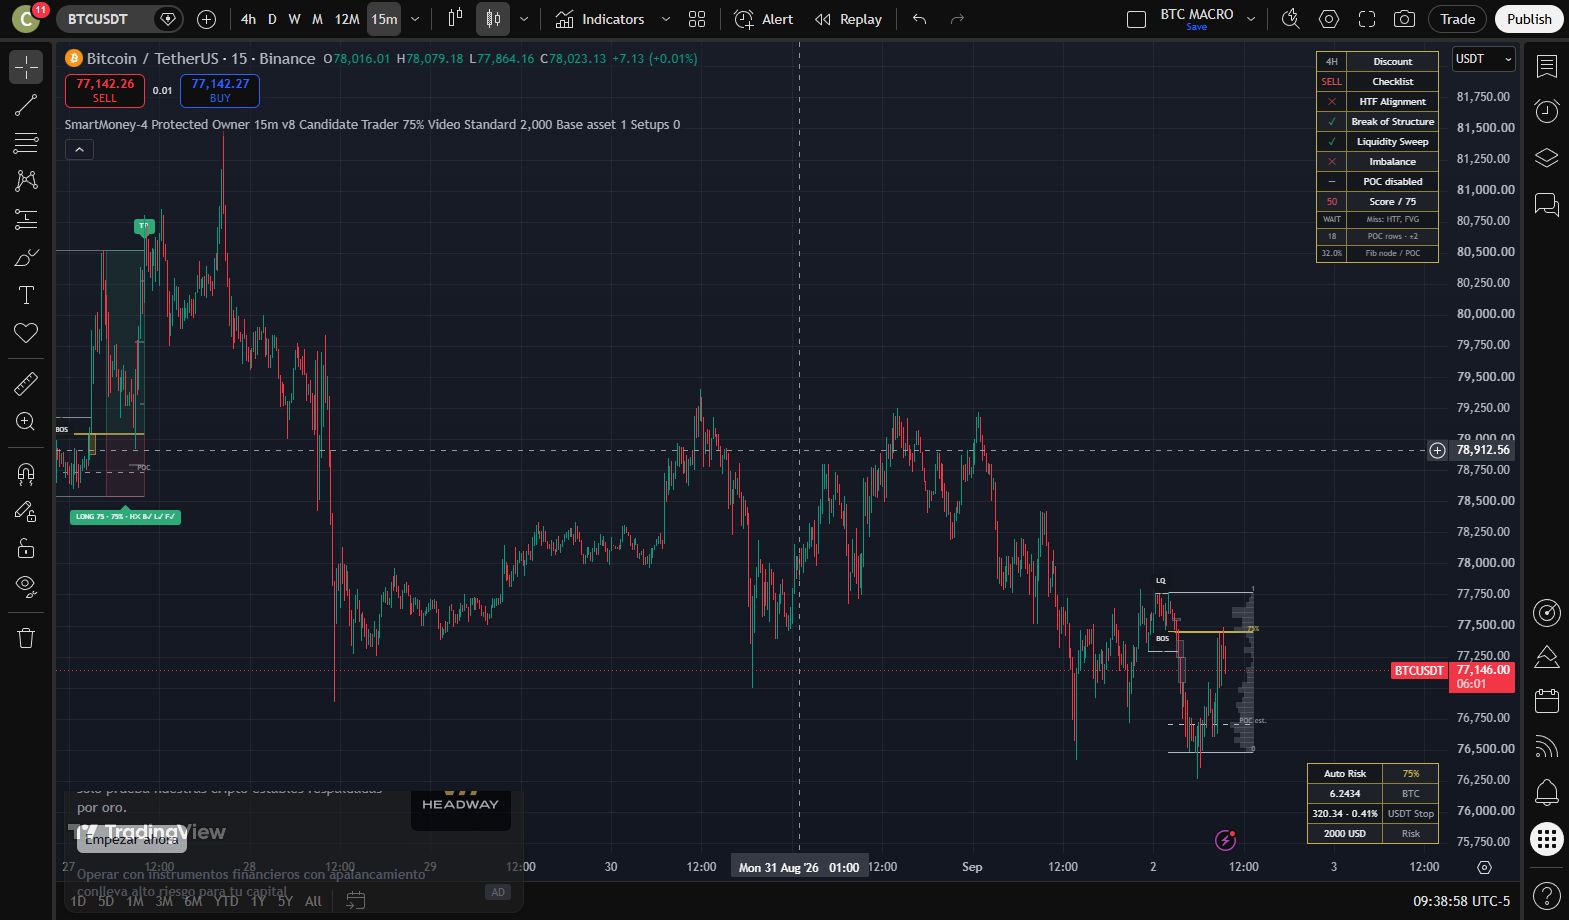 C 11 BTCUSDT 4h D W M 12M 15m Indicators Alert Replay BTC MACRO Save Trade Publish
Bitcoin / TetherUS · 15 · Binance O78,016.01 H78,079.18 L77,864.16 C78,023.13 +7.13 (+0.01%)
77,142.26 SELL
0.01
77,142.27 BUY
SmartMoney-4 Protected Owner 15m v8 Candidate Trader 75% Video Standard 2,000 Base asset 1 Setups 0
4H Discount
SELL Checklist
✕ HTF Alignment
✓ Break of Structure
✓ Liquidity Sweep
✕ Imbalance
— POC disabled
50 Score / 75
WAIT Miss: HTF, FVG
18 POC rows · ±2
32.0% Fib node / POC
USDT
81,750.00
81,500.00
81,250.00
81,000.00
80,750.00
80,500.00
80,250.00
80,000.00
79,750.00
79,500.00
79,250.00
79,000.00
78,912.56
78,750.00
78,500.00
78,250.00
78,000.00
77,750.00
77,500.00
77,250.00
BTCUSDT 77,146.00
06:01
76,750.00
76,500.00
76,250.00
76,000.00
75,750.00
TP
BOS
POC
LONG 75 · 75% · H✕ B✓ L✓ F✓
LQ
1
75%
BOS
POC est.
0
Auto Risk 75%
6.2434 BTC
320.34 · 0.41% USDT Stop
2000 USD Risk
por oro.
HEADWAY
TradingView
Empezar ahora
27 12:00 28 12:00 29 12:00 30 12:00 Mon 31 Aug '26 01:00 12:00 Sep 12:00 2 12:00 3 12:00
Operar con instrumentos financieros con apalancamiento
conlleva alto riesgo para tu capital
AD
1D 5D 1M 3M 6M YTD 1Y 5Y All
09:38:58 UTC-5